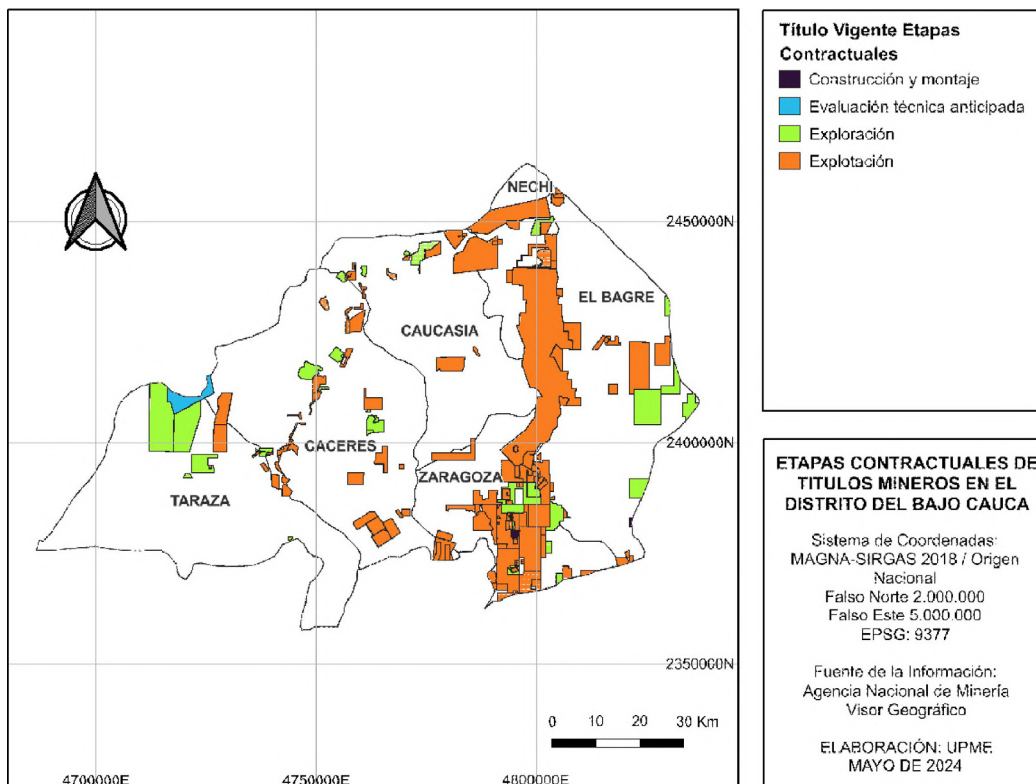 NECHI
2450000N
EL BAGRE
CAUCASIA
2400000N
CACERES
ZARAGOZA
TARAZA
2350000N
0 10 20 30 Km
4700000E 4750000E 4800000E
Título Vigente Etapas
Contractuales
Construcción y montaje
Evaluación técnica anticipada
Exploración
Explotación
ETAPAS CONTRACTUALES DE
TITULOS MINEROS EN EL
DISTRITO DEL BAJO CAUCA
Sistema de Coordenadas:
MAGNA-SIRGAS 2018 / Origen
Nacional
Falso Norte 2.000.000
Falso Este 5.000.000
EPSG: 9377
Fuente de la Información:
Agencia Nacional de Minería
Visor Geográfico
ELABORACIÓN: UPME
MAYO DE 2024